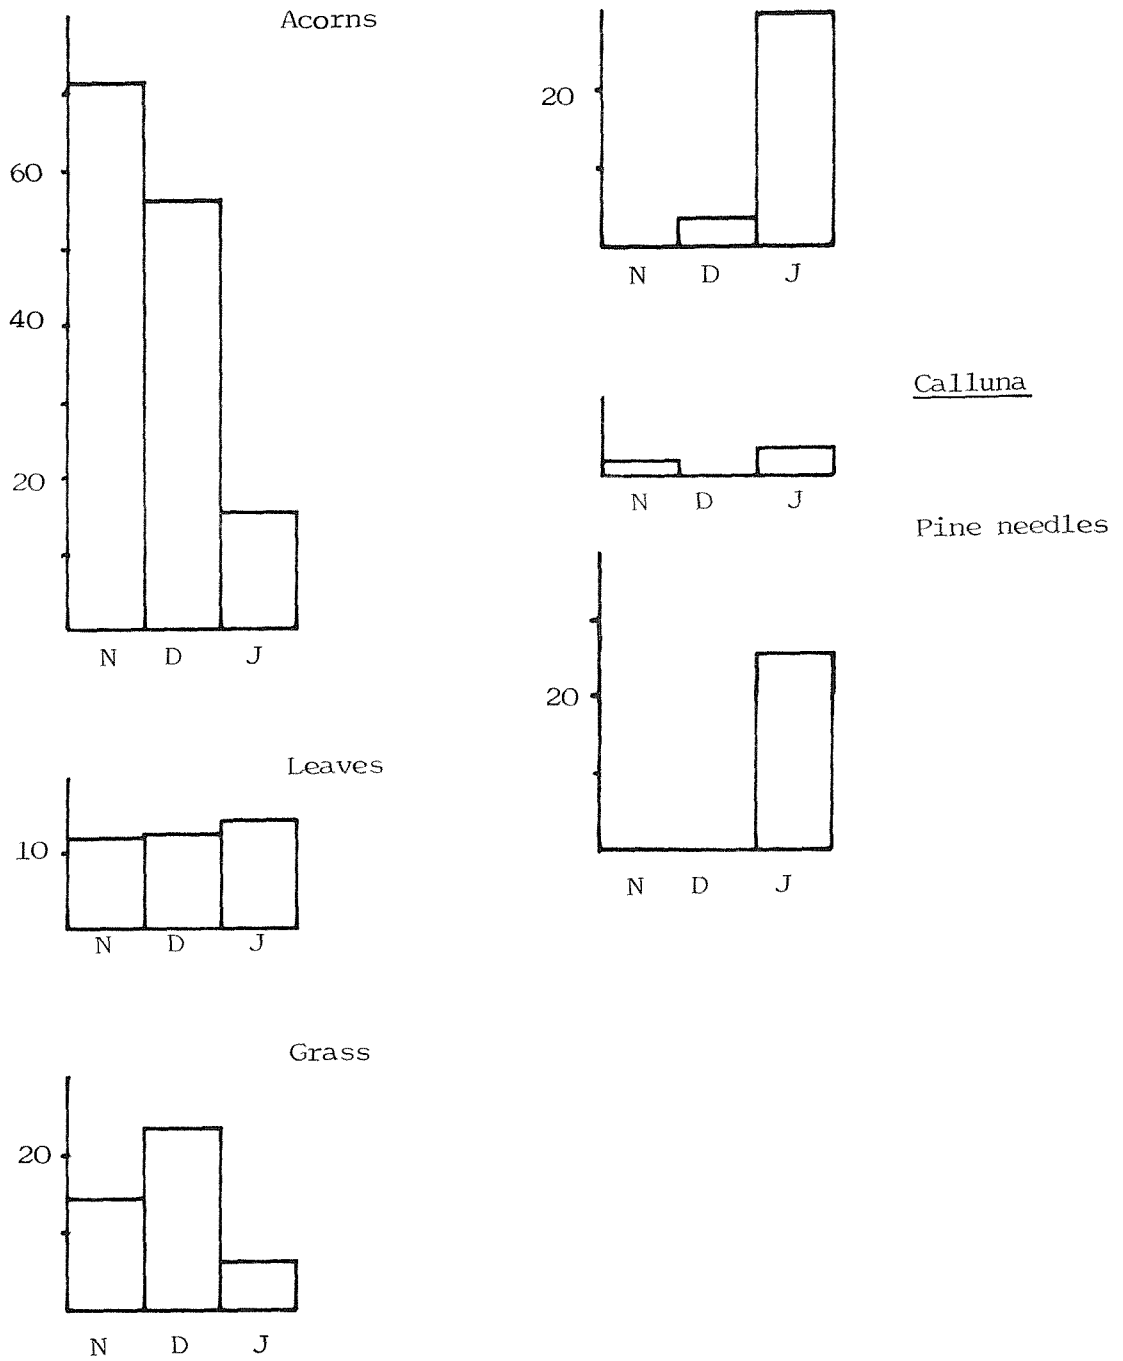 Acorns
60
40
20
N D J
Leaves
10
N D J
Grass
20
N D J
20
N D J
Calluna
N D J
Pine needles
20
N D J